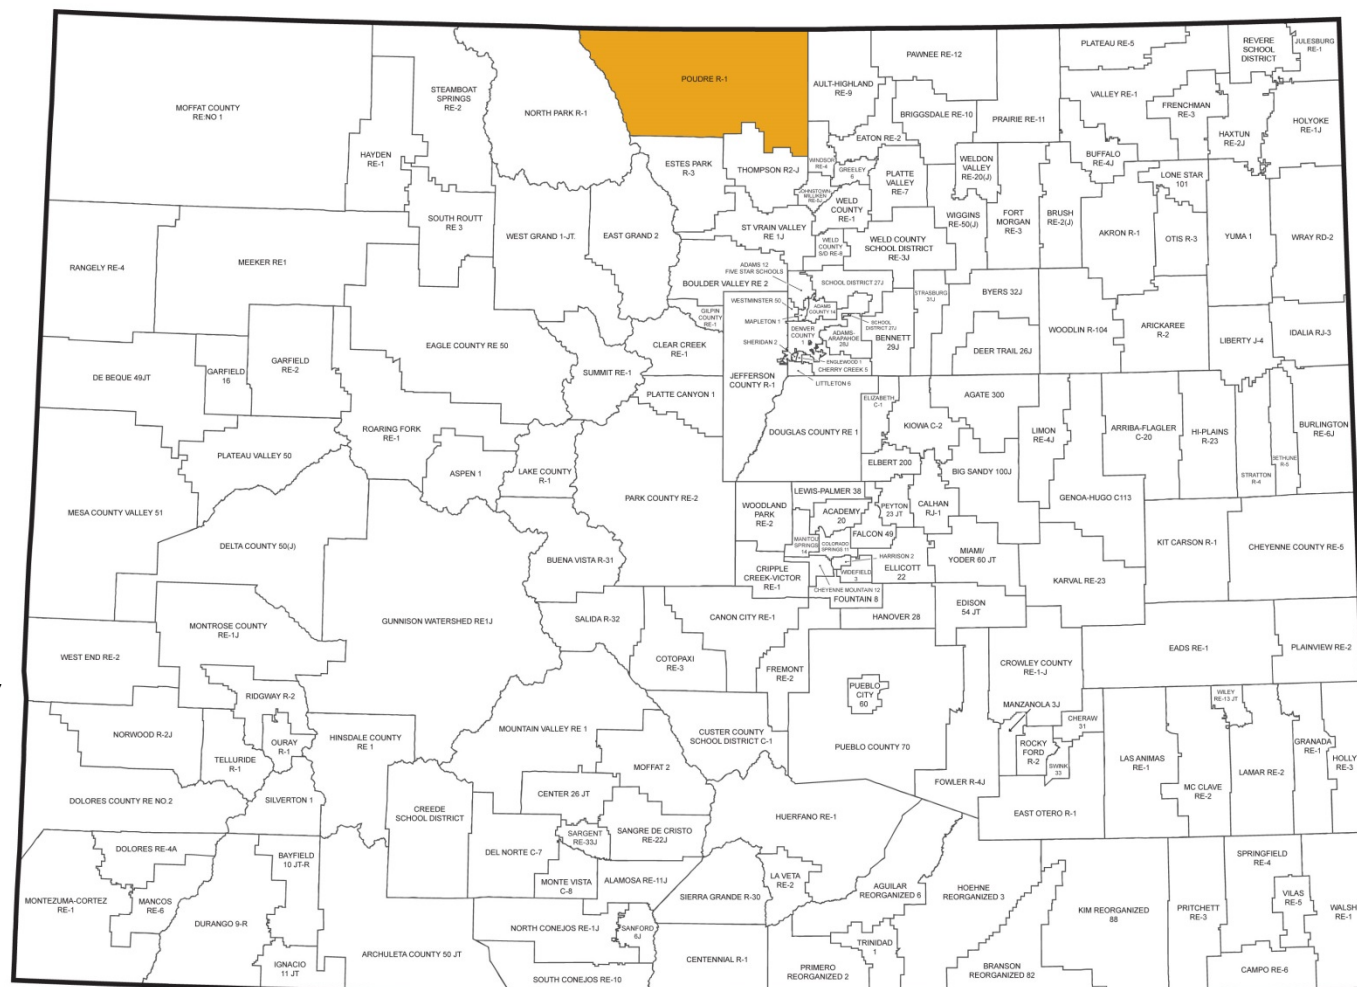 PLATEAU RE-5
JULESBURG
RE-1
REVERE
SCHOOL
DISTRICT
PAWNEE RE-12
POUDRE R-1
AULT-HIGHLAND
RE-9
STEAMBOAT
SPRINGS
RE-2
MOFFAT COUNTY
RE:NO 1
NORTH PARK R-1
VALLEY RE-1
FRENCHMAN
RE-3
BRIGGSDALE RE-10
PRAIRIE RE-11
HAXTUN
RE-2J
HOLYOKE
RE-1J
EATON RE-2
HAYDEN
RE-1
ESTES PARK
R-3
THOMPSON R2-J
WINDSOR
RE-4
GREELEY
6
PLATTE
VALLEY
RE-7
WELDON
VALLEY
RE-20(J)
BUFFALO
RE-4J
LONE STAR
101
JOHNSTOWN
MILLIKEN
RE-5J
WELD
COUNTY
RE-1
SOUTH ROUTT
RE 3
WEST GRAND 1-JT.
EAST GRAND 2
ST VRAIN VALLEY
RE 1J
WIGGINS
RE-50(J)
FORT
MORGAN
RE-3
BRUSH
RE-2(J)
AKRON R-1
OTIS R-3
YUMA 1
WRAY RD-2
WELD
COUNTY
S/D RE-8
WELD COUNTY
SCHOOL DISTRICT
RE-3J
RANGELY RE-4
MEEKER RE1
ADAMS 12
FIVE STAR SCHOOLS
BOULDER VALLEY RE 2
SCHOOL DISTRICT 27J
STRASBURG
31J
BYERS 32J
WESTMINSTER 50
ADAMS
COUNTY 14
GILPIN
COUNTY
RE-1
MAPLETON 1
SCHOOL
DISTRICT 27J
DENVER
COUNTY
1
ADAMS-
ARAPAHOE
28J
BENNETT
29J
SHERIDAN 2
ENGLEWOOD 1
CHERRY CREEK 5
LITTLETON 6
DEER TRAIL 26J
WOODLIN R-104
ARICKAREE
R-2
LIBERTY J-4
IDALIA RJ-3
EAGLE COUNTY RE 50
CLEAR CREEK
RE-1
GARFIELD
RE-2
GARFIELD
16
DE BEQUE 49JT
SUMMIT RE-1
JEFFERSON
COUNTY R-1
PLATTE CANYON 1
ELIZABETH
C-1
AGATE 300
ROARING FORK
RE-1
DOUGLAS COUNTY RE 1
KIOWA C-2
LIMON
RE-4J
ARRIBA-FLAGLER
C-20
HI-PLAINS
R-23
BURLINGTON
RE-6J
STRATTON
R-4
BETHUNE
R-5
PLATEAU VALLEY 50
ASPEN 1
LAKE COUNTY
R-1
ELBERT 200
BIG SANDY 100J
PARK COUNTY RE-2
LEWIS-PALMER 38
WOODLAND
PARK
RE-2
ACADEMY
20
PEYTON
23 JT
CALHAN
RJ-1
GENOA-HUGO C113
MESA COUNTY VALLEY 51
MANITOU
SPRINGS
14
COLORADO
SPRINGS 11
FALCON 49
DELTA COUNTY 50(J)
BUENA VISTA R-31
HARRISON 2
WIDEFIELD
3
ELLICOTT
22
MIAMI/
YODER 60 JT
KIT CARSON R-1
CHEYENNE COUNTY RE-5
CRIPPLE
CREEK-VICTOR
RE-1
CHEYENNE MOUNTAIN 12
FOUNTAIN 8
KARVAL RE-23
HANOVER 28
EDISON
54 JT
GUNNISON WATERSHED RE1J
SALIDA R-32
CANON CITY RE-1
MONTROSE COUNTY
RE-1J
WEST END RE-2
COTOPAXI
RE-3
FREMONT
RE-2
CROWLEY COUNTY
RE-1-J
EADS RE-1
PLAINVIEW RE-2
RIDGWAY R-2
PUEBLO
CITY
60
MANZANOLA 3J
WILEY
RE-13 JT
NORWOOD R-2J
TELLURIDE
R-1
OURAY
R-1
HINSDALE COUNTY
RE 1
MOUNTAIN VALLEY RE 1
CUSTER COUNTY
SCHOOL DISTRICT C-1
PUEBLO COUNTY 70
CHERAW
31
ROCKY
FORD
R-2
SWINK
33
LAS ANIMAS
RE-1
GRANADA
RE-1
HOLLY
RE-3
MOFFAT 2
FOWLER R-4J
MC CLAVE
RE-2
LAMAR RE-2
DOLORES COUNTY RE NO.2
SILVERTON 1
CENTER 26 JT
CREEDE
SCHOOL DISTRICT
HUERFANO RE-1
EAST OTERO R-1
SARGENT
RE-33J
SANGRE DE CRISTO
RE-22J
DEL NORTE C-7
DOLORES RE-4A
BAYFIELD
10 JT-R
MONTE VISTA
C-8
ALAMOSA RE-11J
LA VETA
RE-2
SPRINGFIELD
RE-4
MONTEZUMA-CORTEZ
RE-1
MANCOS
RE-6
SIERRA GRANDE R-30
AGUILAR
REORGANIZED 6
HOEHNE
REORGANIZED 3
KIM REORGANIZED
88
PRITCHETT
RE-3
VILAS
RE-5
WALSH
RE-1
DURANGO 9-R
NORTH CONEJOS RE-1J
SANFORD
6J
TRINIDAD
1
ARCHULETA COUNTY 50 JT
CENTENNIAL R-1
IGNACIO
11 JT
SOUTH CONEJOS RE-10
PRIMERO
REORGANIZED 2
BRANSON
REORGANIZED 82
CAMPO RE-6